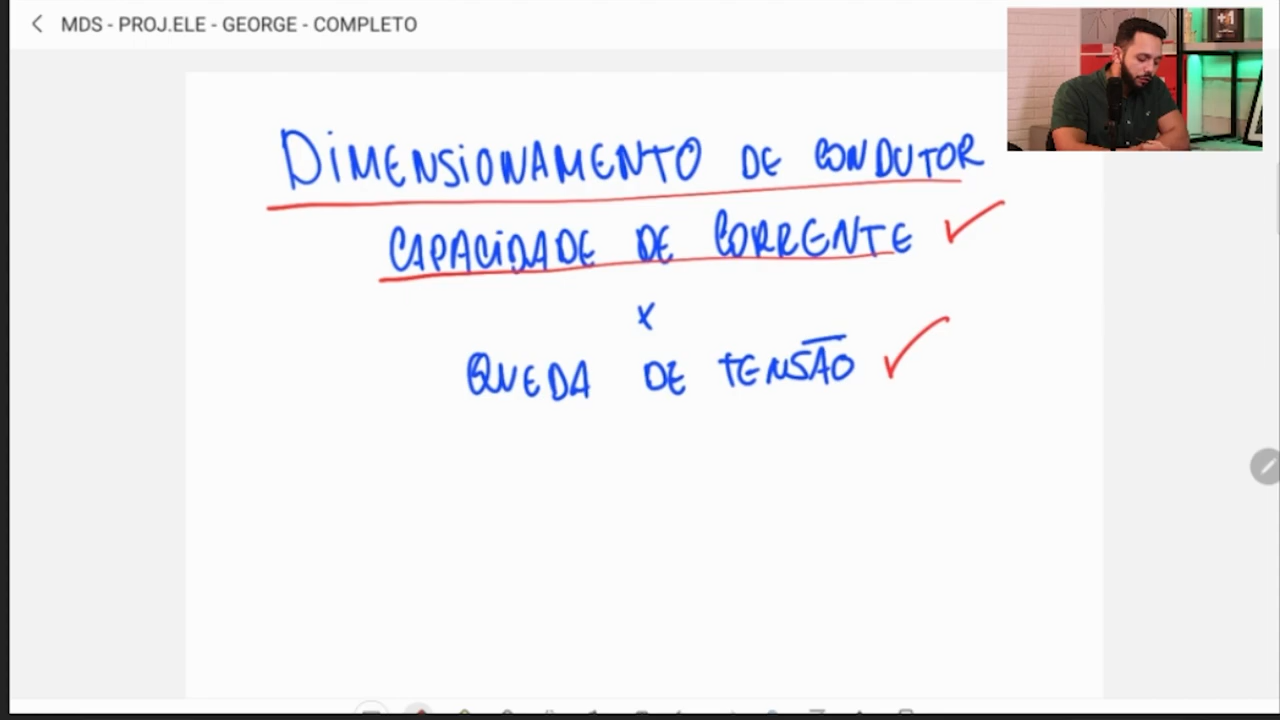 MDS - PROJ.ELE - GEORGE - COMPLETO
DIMENSIONAMENTO DE CONDUTOR
CAPACIDADE DE CORRENTE
x
QUEDA DE TENSÃO